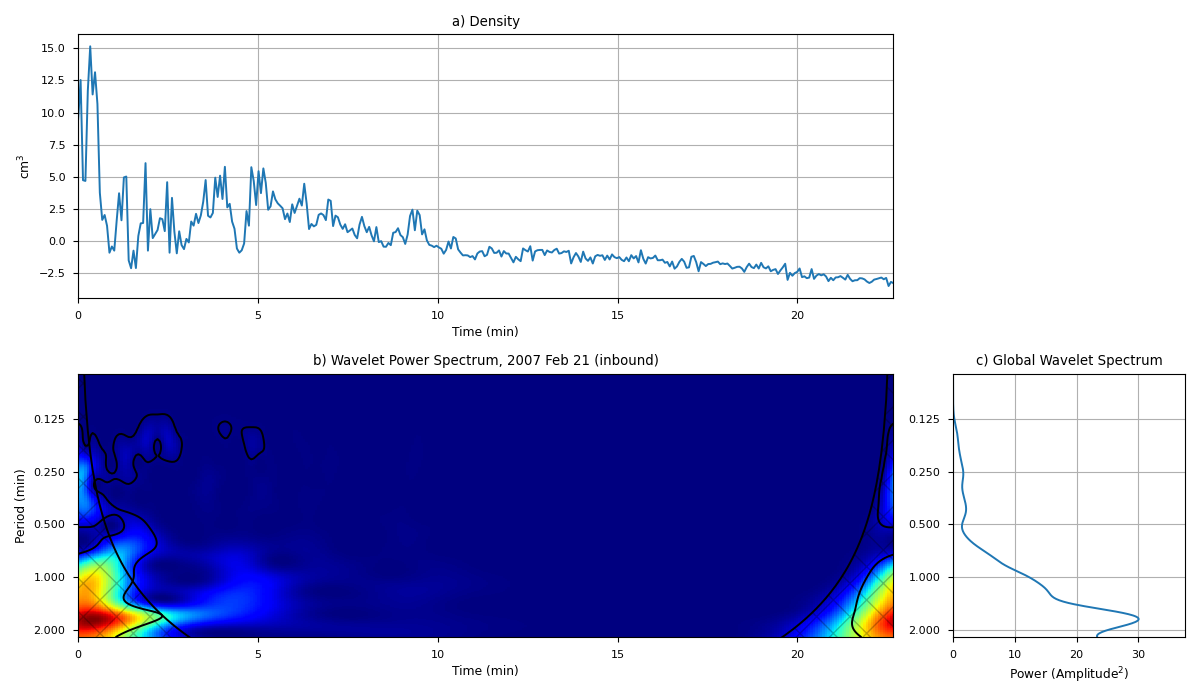 a) Density
15.0
12.5
10.0
7.5
5.0
2.5
0.0
−2.5
cm³
0 5 10 15 20
Time (min)
b) Wavelet Power Spectrum, 2007 Feb 21 (inbound)
0.125
0.250
0.500
1.000
2.000
Period (min)
0 5 10 15 20
Time (min)
c) Global Wavelet Spectrum
0.125
0.250
0.500
1.000
2.000
0 10 20 30
Power (Amplitude²)